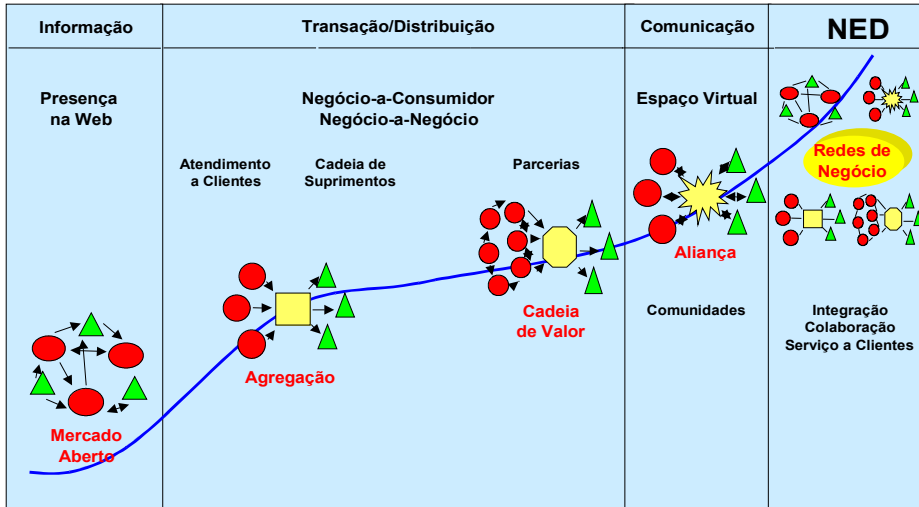 Informação
Transação/Distribuição
Comunicação
NED
Presença
na Web
Negócio-a-Consumidor
Negócio-a-Negócio
Espaço Virtual
Atendimento
a Clientes
Cadeia de
Suprimentos
Parcerias
Redes de
Negócio
Aliança
Cadeia
de Valor
Comunidades
Integração
Colaboração
Serviço a Clientes
Agregação
Mercado
Aberto